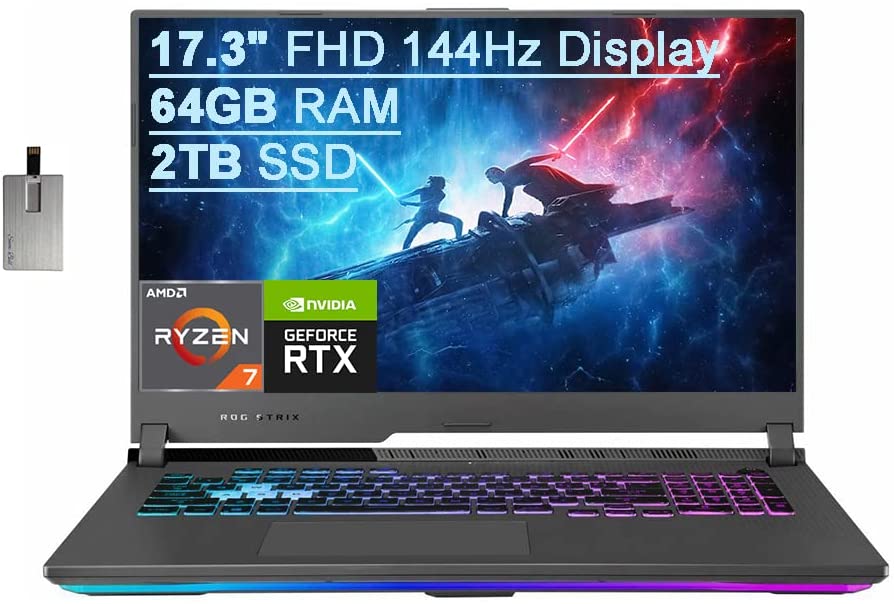 17.3" FHD 144Hz Display
64GB RAM
2TB SSD
AMD
RYZEN
7
NVIDIA
GEFORCE
RTX
ROG STRIX